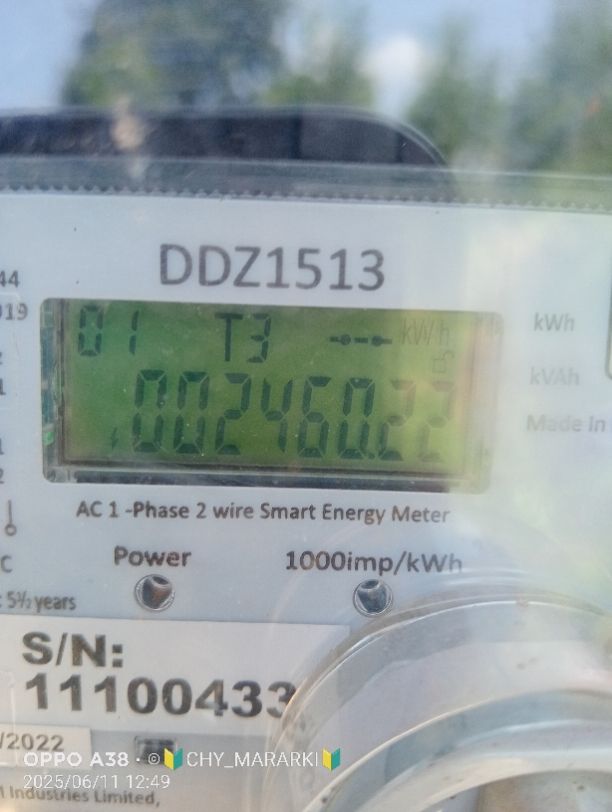 DDZ1513
01 T3 kWh
002460.22
kWh
kVAh
Made in
AC 1 -Phase 2 wire Smart Energy Meter
Power 1000imp/kWh
5½ years
S/N:
11100433
/2022
OPPO A38 · ©🔰CHY_MARARKI🔰
2025/06/11 12:49
Industries Limited,